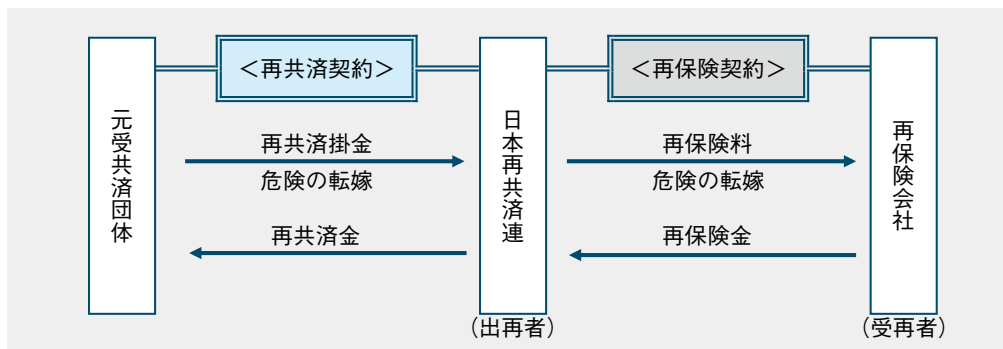 ＜再共済契約＞
＜再保険契約＞
元受共済団体
再共済掛金
危険の転嫁
再共済金
日本再共済連
再保険料
危険の転嫁
再保険金
再保険会社
（出再者）
（受再者）